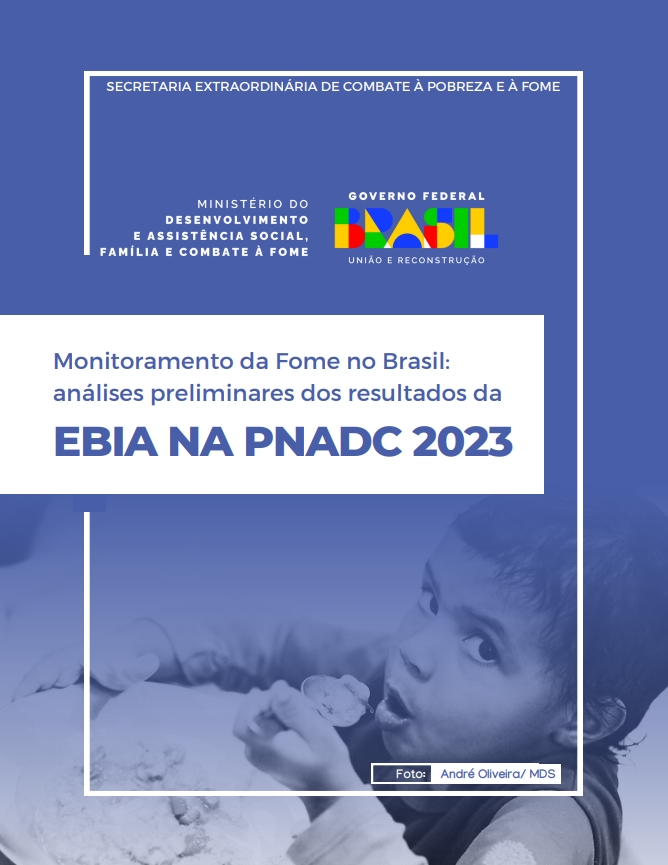 SECRETARIA EXTRAORDINÁRIA DE COMBATE À POBREZA E À FOME
MINISTÉRIO DO
DESENVOLVIMENTO
E ASSISTÊNCIA SOCIAL,
FAMÍLIA E COMBATE À FOME
GOVERNO FEDERAL
BRASIL
UNIÃO E RECONSTRUÇÃO
Monitoramento da Fome no Brasil:
análises preliminares dos resultados da
EBIA NA PNADC 2023
Foto: André Oliveira/ MDS